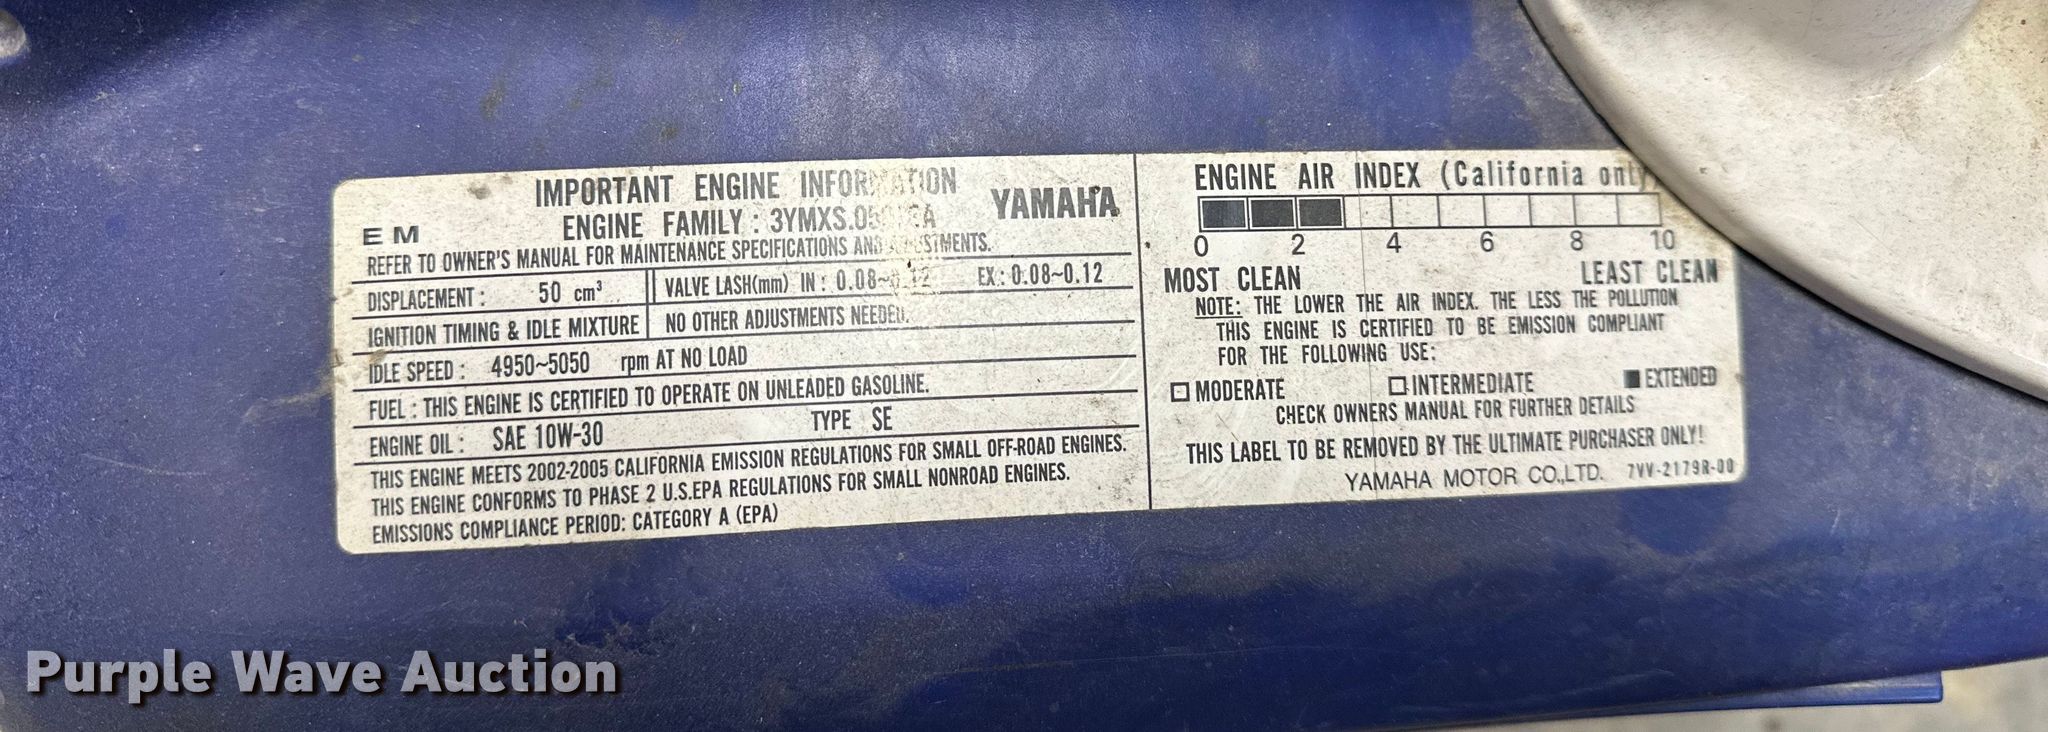 IMPORTANT ENGINE INFORMATION
ENGINE FAMILY :
YAMAHA
EM
REFER TO OWNER'S MANUAL FOR MAINTENANCE SPECIFICATIONS AND ADJUSTMENTS.
DISPLACEMENT : 50 cm³ VALVE LASH(mm) IN : 0.08~0.12 EX : 0.08~0.12
IGNITION TIMING & IDLE MIXTURE NO OTHER ADJUSTMENTS NEEDED.
IDLE SPEED : 4950~5050 rpm AT NO LOAD
FUEL : THIS ENGINE IS CERTIFIED TO OPERATE ON UNLEADED GASOLINE.
ENGINE OIL : SAE 10W-30 TYPE SE
THIS ENGINE MEETS 2002-2005 CALIFORNIA EMISSION REGULATIONS FOR SMALL OFF-ROAD ENGINES.
THIS ENGINE CONFORMS TO PHASE 2 U.S.EPA REGULATIONS FOR SMALL NONROAD ENGINES.
EMISSIONS COMPLIANCE PERIOD: CATEGORY A (EPA)
ENGINE AIR INDEX (California only)
0 2 4 6 8 10
MOST CLEAN LEAST CLEAN
NOTE: THE LOWER THE AIR INDEX. THE LESS THE POLLUTION
THIS ENGINE IS CERTIFIED TO BE EMISSION COMPLIANT
FOR THE FOLLOWING USE:
□ MODERATE □ INTERMEDIATE ■ EXTENDED
CHECK OWNERS MANUAL FOR FURTHER DETAILS
THIS LABEL TO BE REMOVED BY THE ULTIMATE PURCHASER ONLY!
YAMAHA MOTOR CO.,LTD. 7VV-2179R-00
Purple Wave Auction